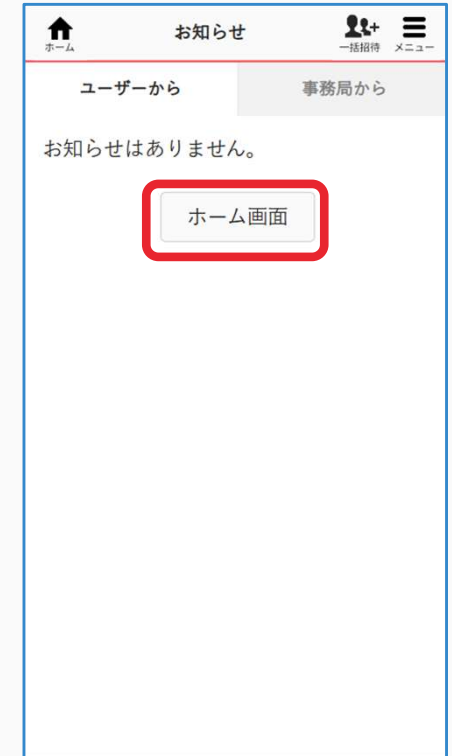 お知らせ
ホーム
一括招待
メニュー
ユーザーから
事務局から
お知らせはありません。
ホーム画面